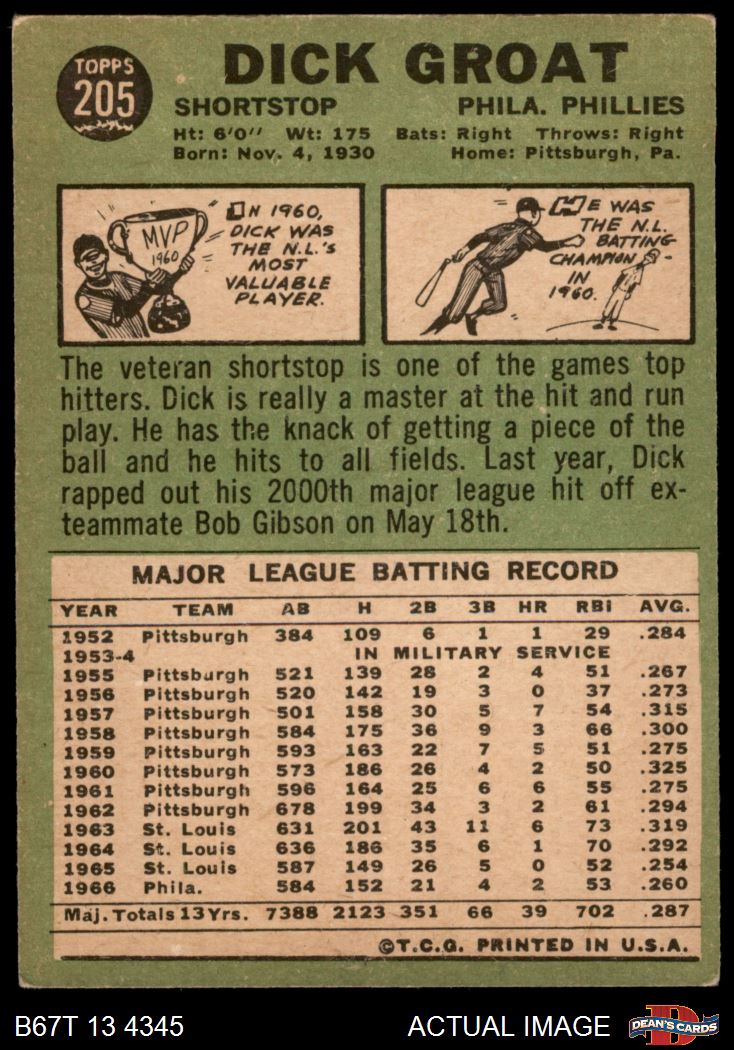 TOPPS
205
DICK GROAT
SHORTSTOP PHILA. PHILLIES
Ht: 6'0" Wt: 175 Bats: Right Throws: Right
Born: Nov. 4, 1930 Home: Pittsburgh, Pa.
MVP
1960
IN 1960,
DICK WAS
THE N.L.'S
MOST
VALUABLE
PLAYER.
HE WAS
THE N.L.
BATTING
CHAMPION
IN
1960.
The veteran shortstop is one of the games top
hitters. Dick is really a master at the hit and run
play. He has the knack of getting a piece of the
ball and he hits to all fields. Last year, Dick
rapped out his 2000th major league hit off ex-
teammate Bob Gibson on May 18th.
MAJOR LEAGUE BATTING RECORD
YEAR TEAM AB H 2B 3B HR RBI AVG.
1952 Pittsburgh 384 109 6 1 1 29 .284
1953-4 IN MILITARY SERVICE
1955 Pittsburgh 521 139 28 2 4 51 .267
1956 Pittsburgh 520 142 19 3 0 37 .273
1957 Pittsburgh 501 158 30 5 7 54 .315
1958 Pittsburgh 584 175 36 9 3 66 .300
1959 Pittsburgh 593 163 22 7 5 51 .275
1960 Pittsburgh 573 186 26 4 2 50 .325
1961 Pittsburgh 596 164 25 6 6 55 .275
1962 Pittsburgh 678 199 34 3 2 61 .294
1963 St. Louis 631 201 43 11 6 73 .319
1964 St. Louis 636 186 35 6 1 70 .292
1965 St. Louis 587 149 26 5 0 52 .254
1966 Phila. 584 152 21 4 2 53 .260
Maj. Totals 13 Yrs. 7388 2123 351 66 39 702 .287
©T.C.G. PRINTED IN U.S.A.
B67T 13 4345 ACTUAL IMAGE DEAN'S CARDS